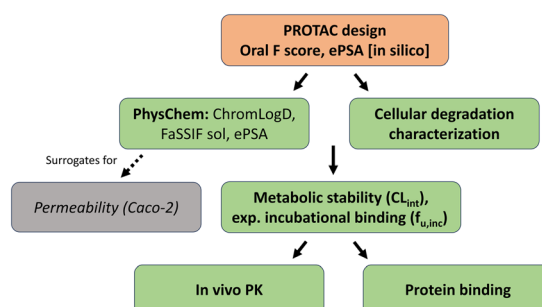 PROTAC design
Oral F score, ePSA [in silico]
PhysChem: ChromLogD,
FaSSIF sol, ePSA
Cellular degradation
characterization
Surrogates for
Permeability (Caco-2)
Metabolic stability (CLint),
exp. incubational binding (fu,inc)
In vivo PK
Protein binding